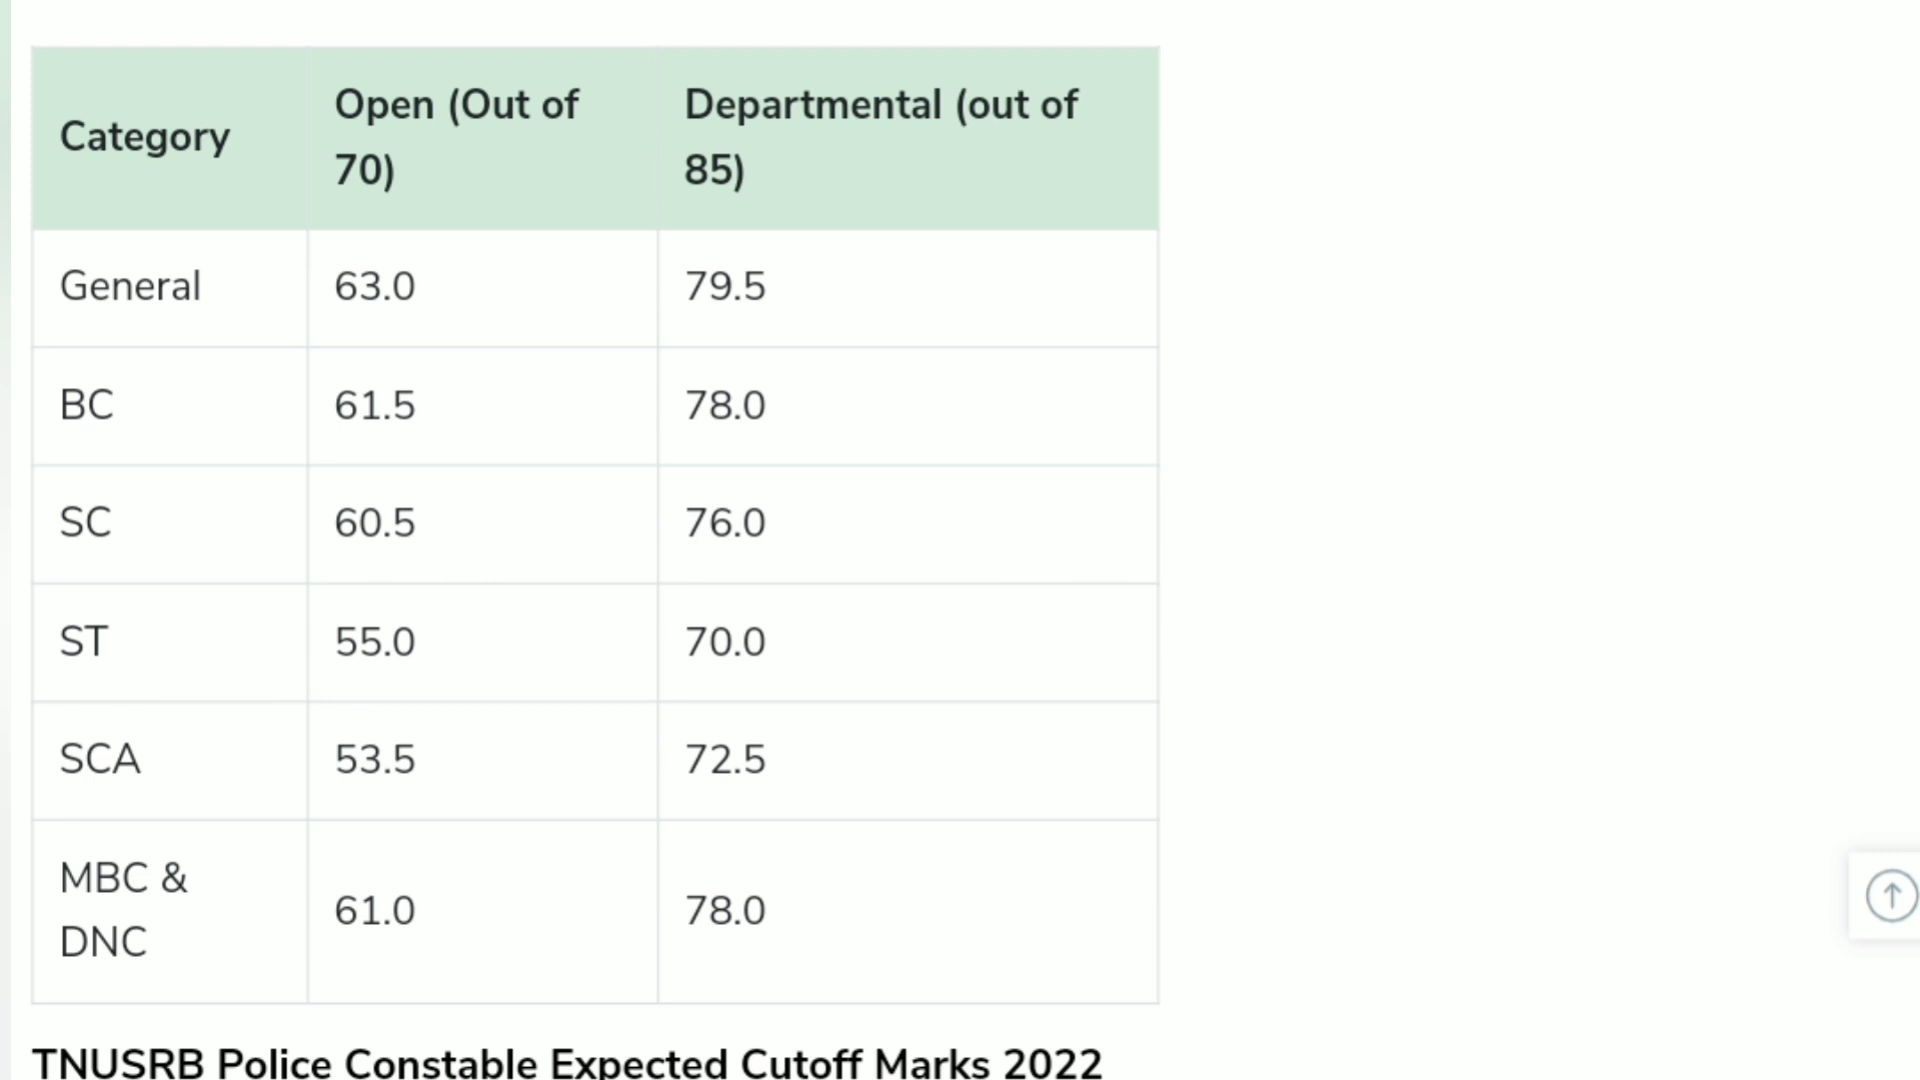 Category
Open (Out of
70)
Departmental (out of
85)
General
63.0
79.5
BC
61.5
78.0
SC
60.5
76.0
ST
55.0
70.0
SCA
53.5
72.5
MBC &
DNC
61.0
78.0
TNUSRB Police Constable Expected Cutoff Marks 2022